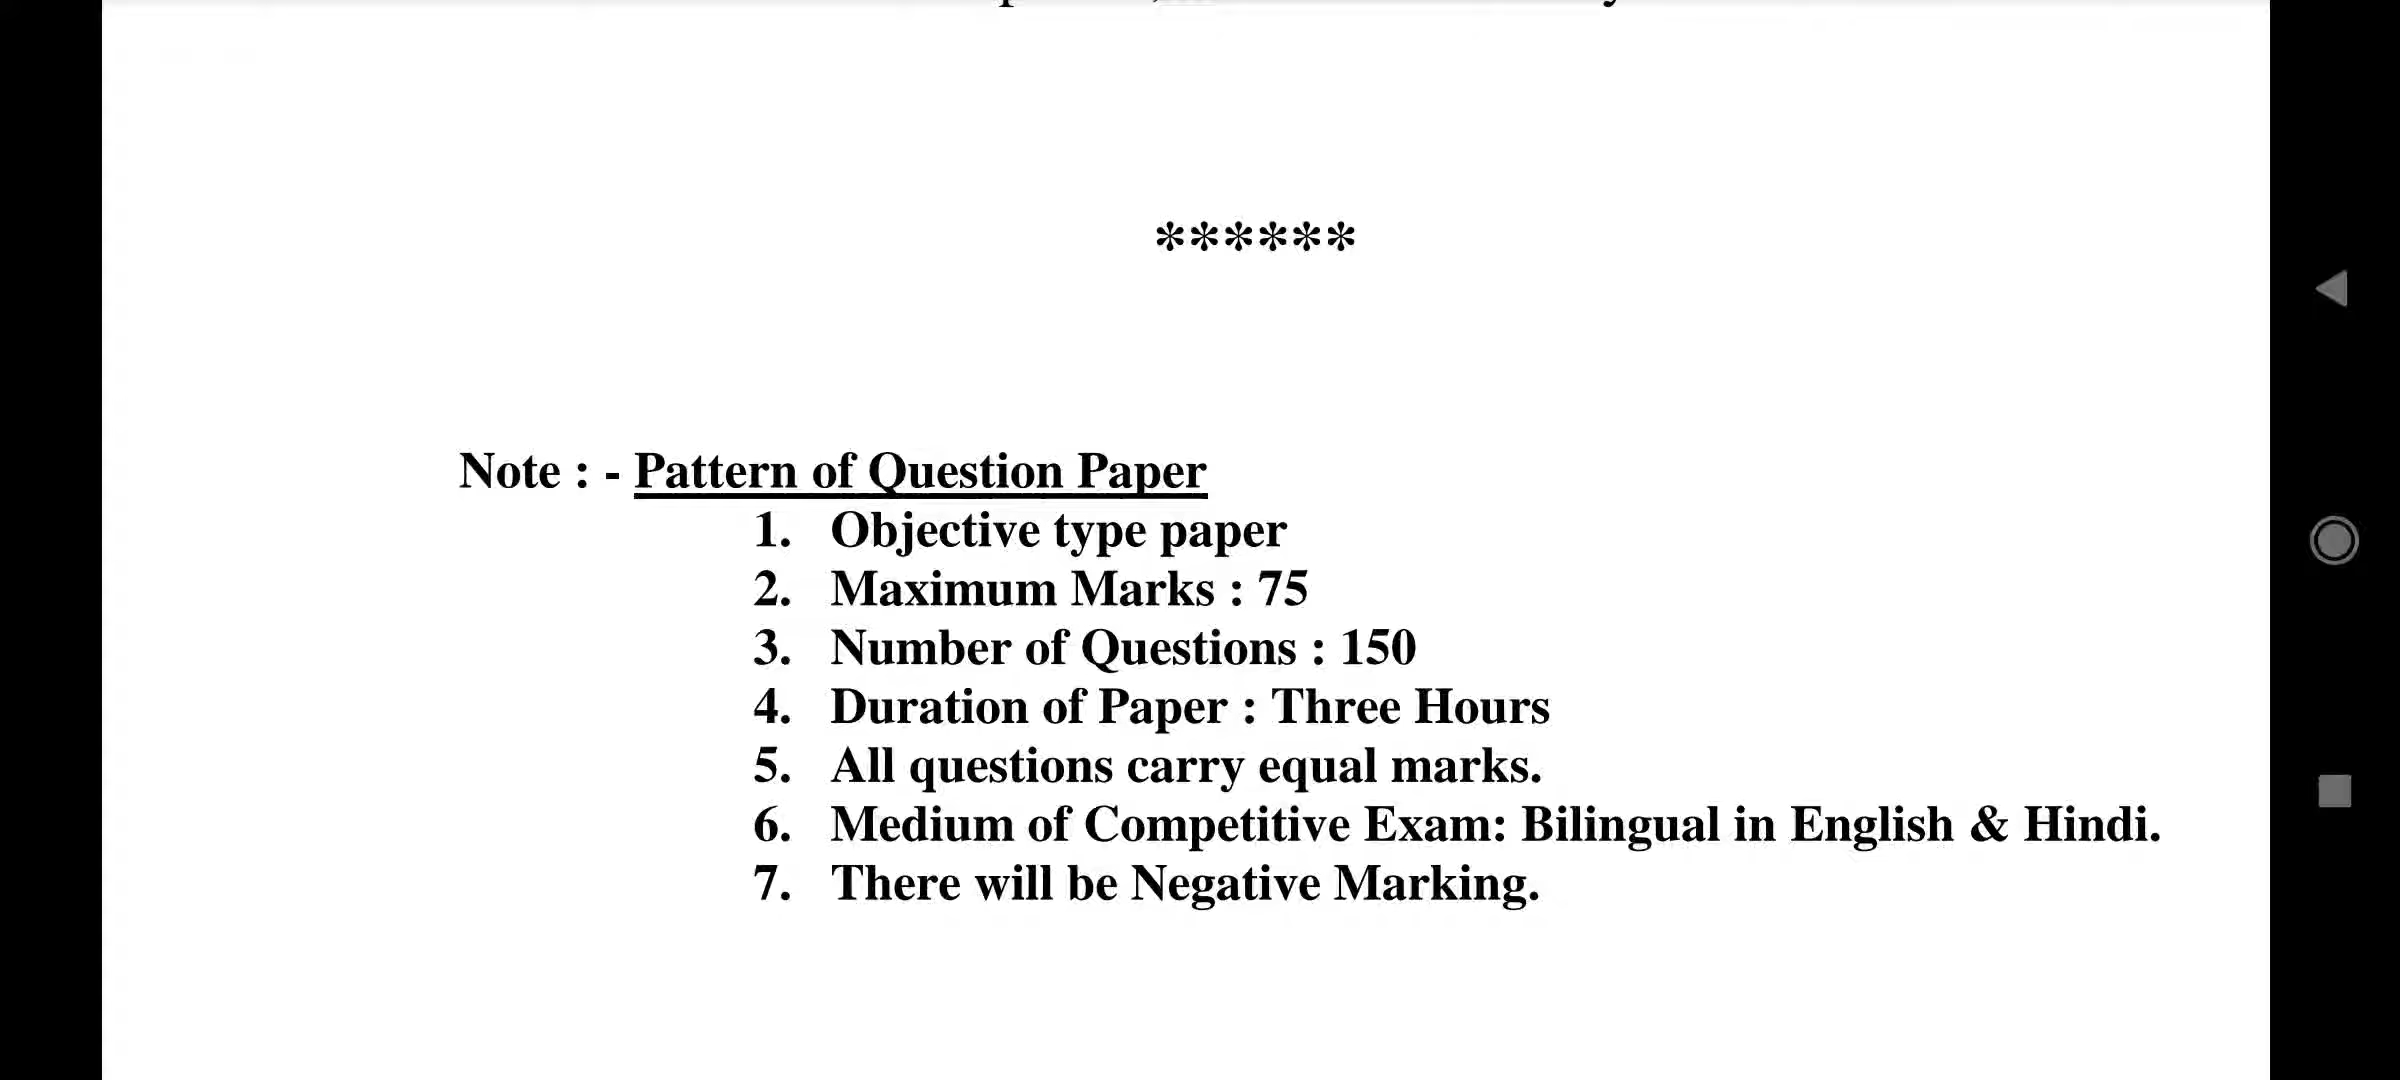 ******
Note : - Pattern of Question Paper
1. Objective type paper
2. Maximum Marks : 75
3. Number of Questions : 150
4. Duration of Paper : Three Hours
5. All questions carry equal marks.
6. Medium of Competitive Exam: Bilingual in English & Hindi.
7. There will be Negative Marking.